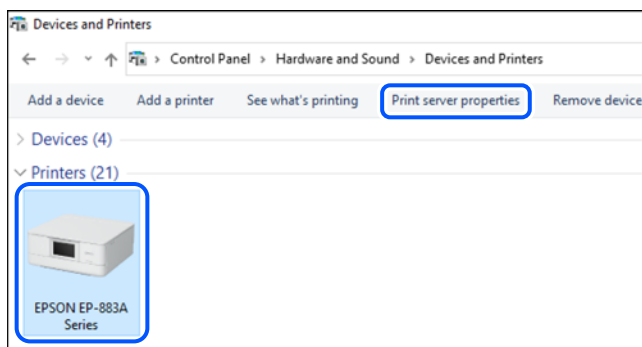 Devices and Printers
Control Panel > Hardware and Sound > Devices and Printers
Add a device Add a printer See what's printing Print server properties Remove device
Devices (4)
Printers (21)
EPSON EP-883A
Series